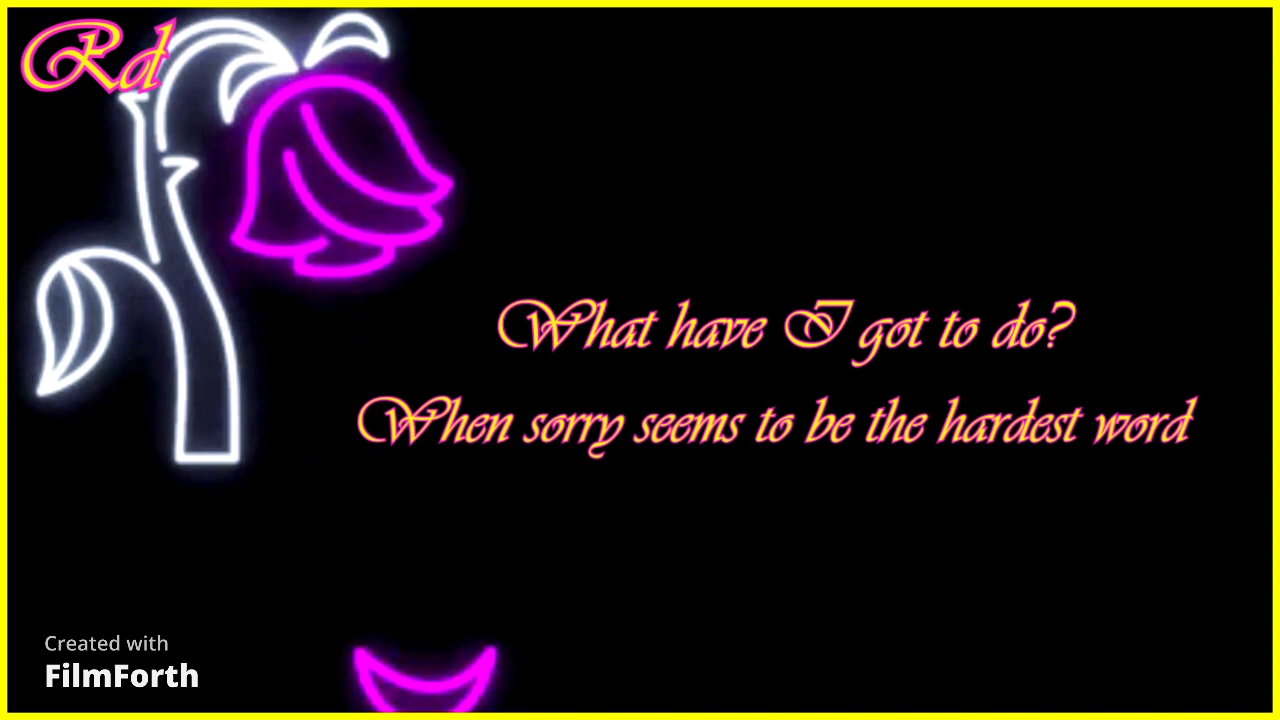 Rd
What have I got to do?
When sorry seems to be the hardest word
Created with
FilmForth